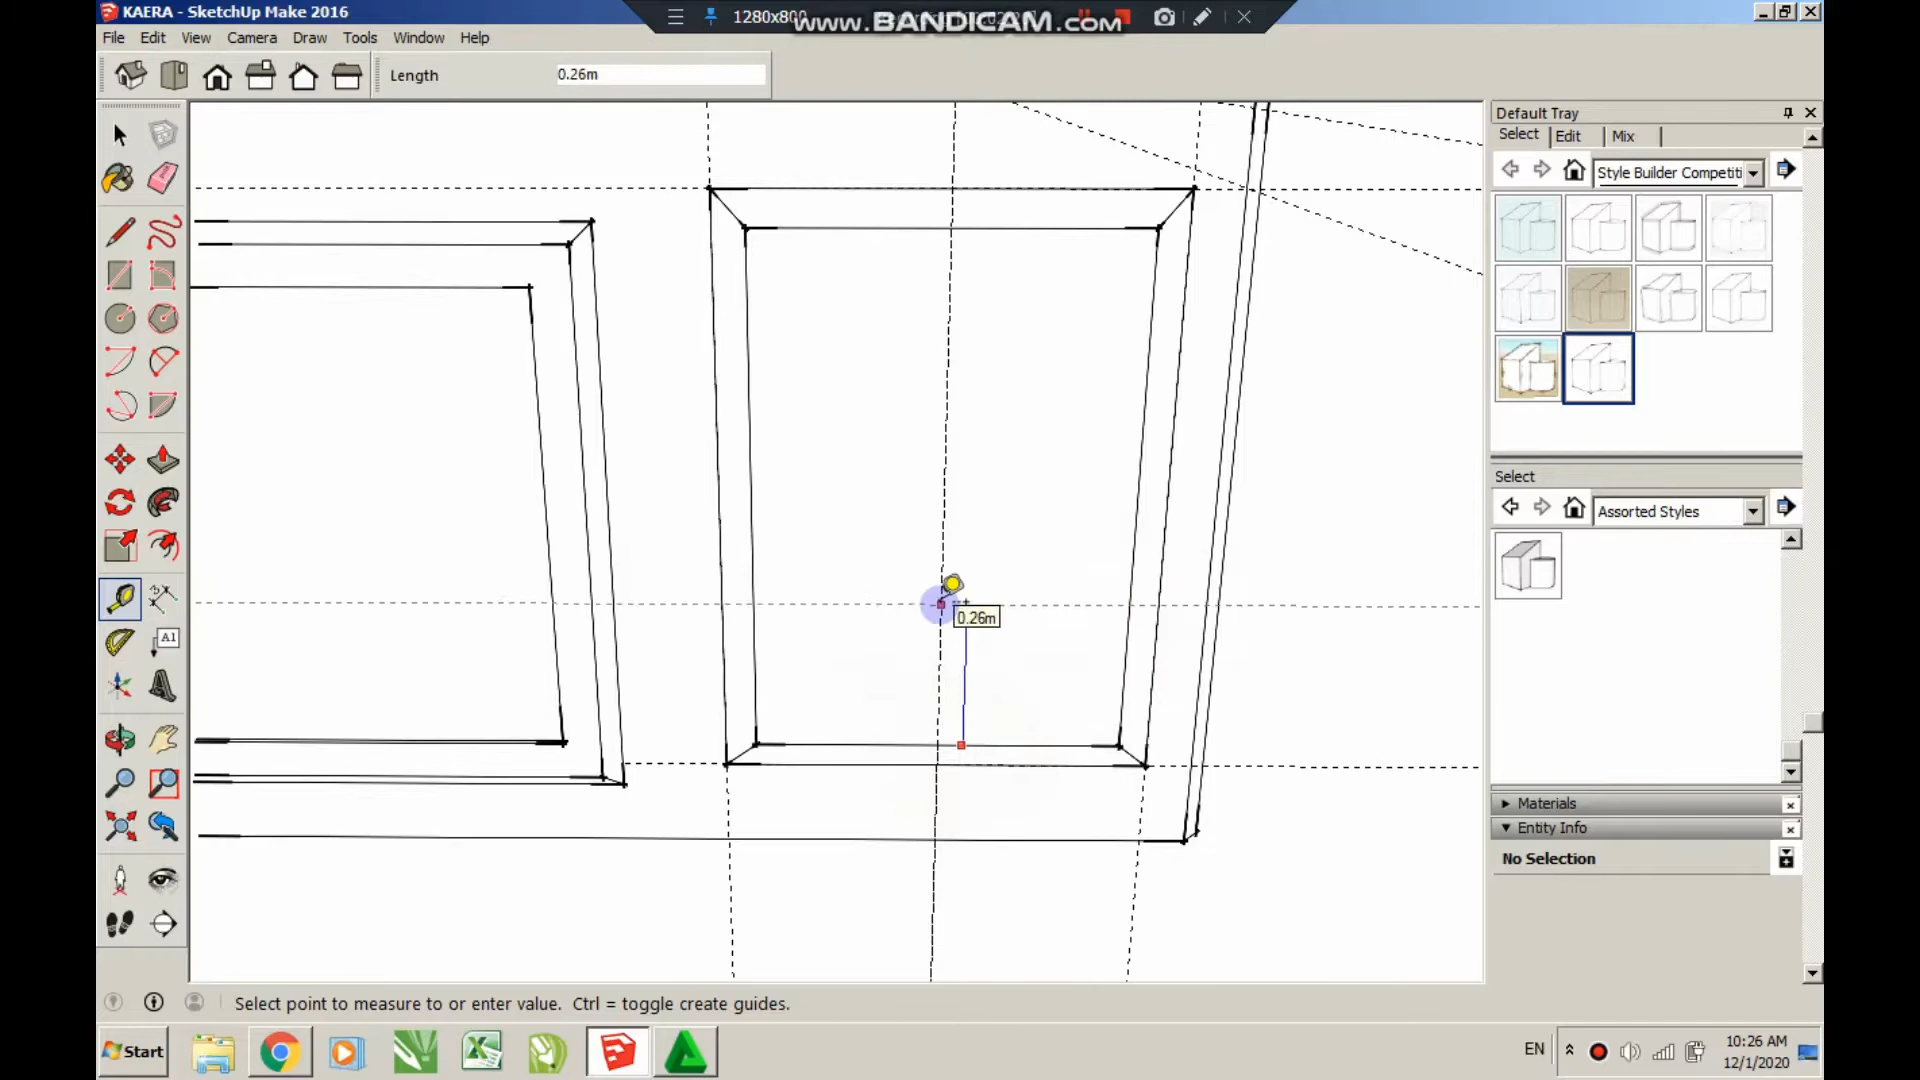 KAERA - SketchUp Make 2016
1280x800
www.BANDICAM.com
File Edit View Camera Draw Tools Window Help
Length 0.26m
Default Tray
Select Edit Mix
Style Builder Competiti
0.26m
Select
Assorted Styles
A1
Materials
Entity Info
No Selection
Select point to measure to or enter value. Ctrl = toggle create guides.
Start
EN
10:26 AM
12/1/2020